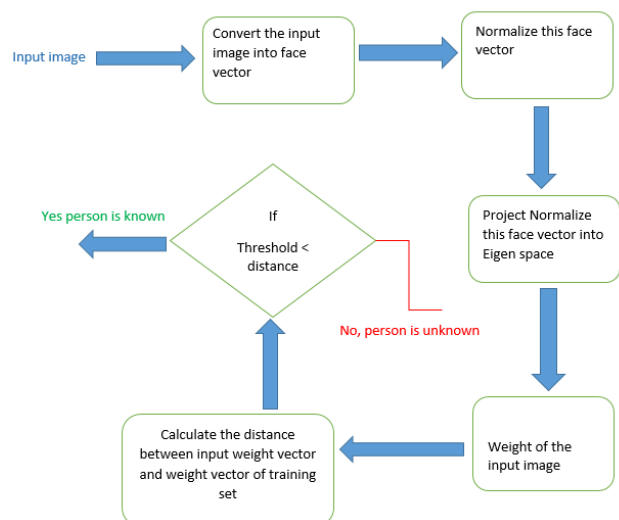 Input image
Convert the input
image into face
vector
Normalize this face
vector
Project Normalize
this face vector into
Eigen space
Weight of the
input image
Calculate the distance
between input weight vector
and weight vector of training
set
If
Threshold <
distance
Yes person is known
No, person is unknown